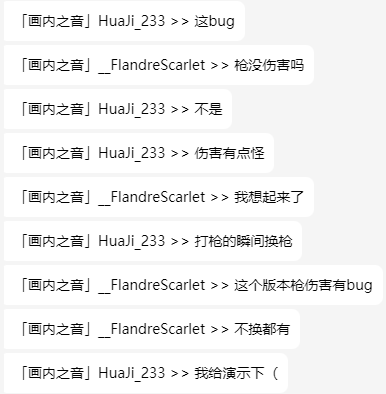 「画内之音」HuaJi_233 >> 这bug
「画内之音」__FlandreScarlet >> 枪没伤害吗
「画内之音」HuaJi_233 >> 不是
「画内之音」HuaJi_233 >> 伤害有点怪
「画内之音」__FlandreScarlet >> 我想起来了
「画内之音」HuaJi_233 >> 打枪的瞬间换枪
「画内之音」__FlandreScarlet >> 这个版本枪伤害有bug
「画内之音」__FlandreScarlet >> 不换都有
「画内之音」HuaJi_233 >> 我给演示下（